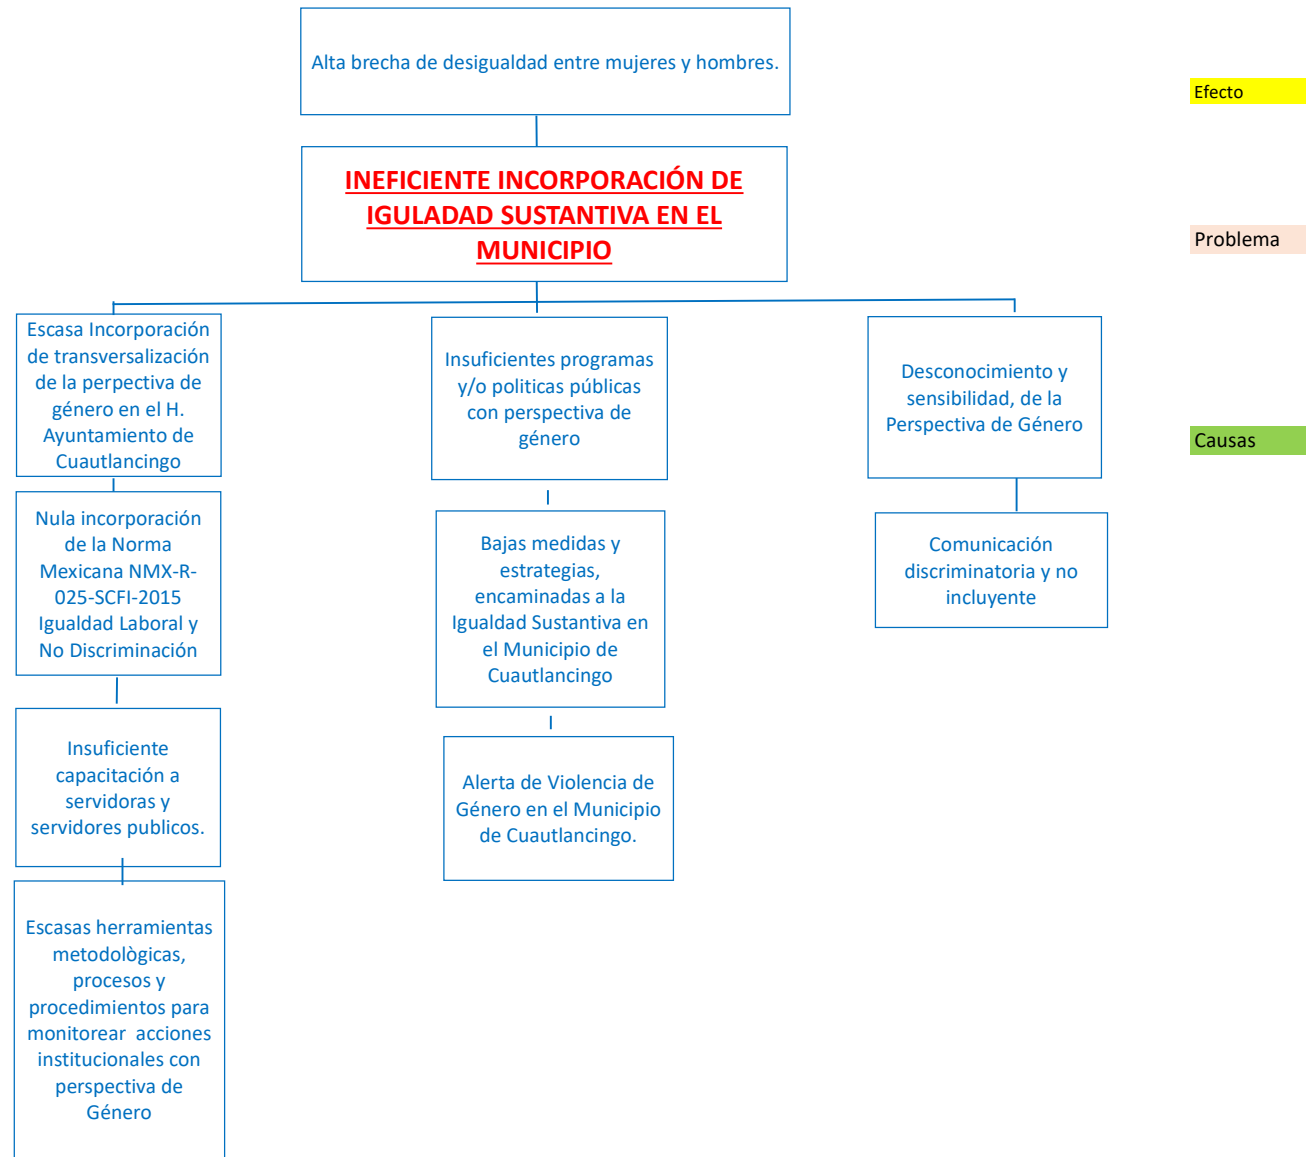 Alta brecha de desigualdad entre mujeres y hombres.
Efecto
INEFICIENTE INCORPORACIÓN DE
IGULADAD SUSTANTIVA EN EL
MUNICIPIO
Problema
Escasa Incorporación
de transversalización
de la perpectiva de
género en el H.
Ayuntamiento de
Cuautlancingo
Insuficientes programas
y/o politicas públicas
con perspectiva de
género
Desconocimiento y
sensibilidad, de la
Perspectiva de Género
Causas
Nula incorporación
de la Norma
Mexicana NMX-R-
025-SCFI-2015
Igualdad Laboral y
No Discriminación
Bajas medidas y
estrategias,
encaminadas a la
Igualdad Sustantiva en
el Municipio de
Cuautlancingo
Comunicación
discriminatoria y no
incluyente
Insuficiente
capacitación a
servidoras y
servidores publicos.
Alerta de Violencia de
Género en el Municipio
de Cuautlancingo.
Escasas herramientas
metodològicas,
procesos y
procedimientos para
monitorear  acciones
institucionales con
perspectiva de
Género